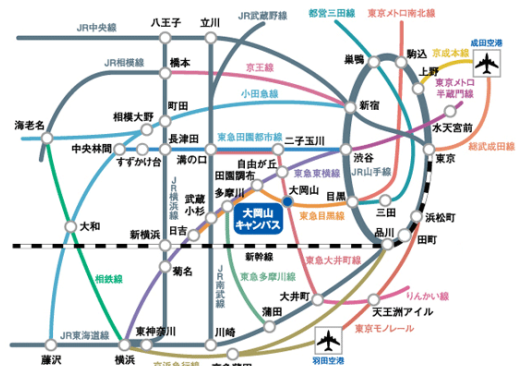 JR中央線
八王子
立川
JR武蔵野線
都営三田線
東京メトロ南北線
巣鴨
駒込
京成本線
成田空港
JR相模線
橋本
京王線
上野
東京メトロ
半蔵門線
小田急線
新宿
水天宮前
相模大野
町田
海老名
中央林間
長津田
東急田園都市線
二子玉川
渋谷
東京
総武成田線
すずかけ台
溝の口
自由が丘
東急東横線
JR山手線
田園調布
大岡山
目黒
JR横浜線
武蔵
小杉
多摩川
大岡山
キャンパス
東急目黒線
三田
浜松町
大和
新横浜
日吉
品川
田町
新幹線
菊名
相鉄線
JR南武線
東急多摩川線
東急大井町線
大井町
りんかい線
天王洲アイル
蒲田
東京モノレール
JR東海道線
東神奈川
藤沢
横浜
川崎
羽田空港
京浜急行線